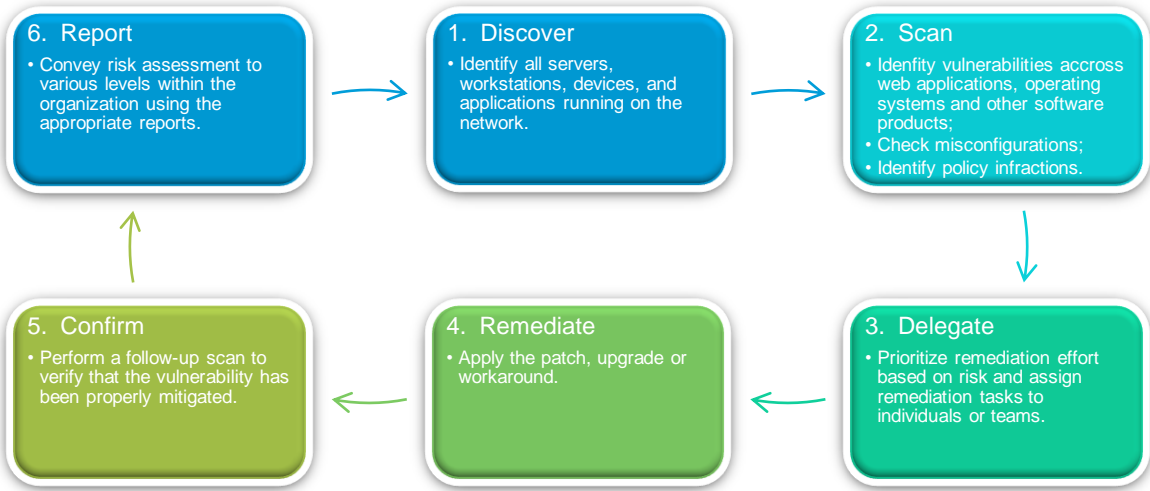 6. Report
• Convey risk assessment to
various levels within the
organization using the
appropriate reports.
1. Discover
• Identify all servers,
workstations, devices, and
applications running on the
network.
2. Scan
• Idenfity vulnerabilities accross
web applications, operating
systems and other software
products;
• Check misconfigurations;
• Identify policy infractions.
5. Confirm
• Perform a follow-up scan to
verify that the vulnerability has
been properly mitigated.
4. Remediate
• Apply the patch, upgrade or
workaround.
3. Delegate
• Prioritize remediation effort
based on risk and assign
remediation tasks to
individuals or teams.